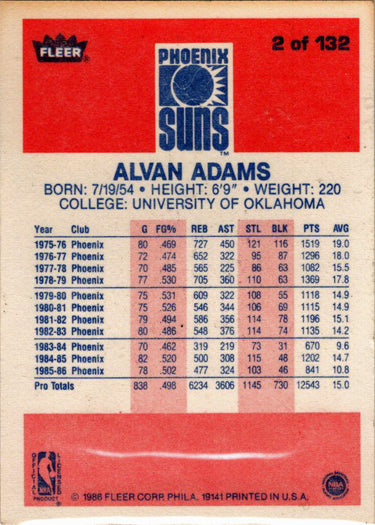 FLEER®
2 of 132
PHOENIX
SUNS
TM
ALVAN ADAMS
BORN: 7/19/54 • HEIGHT: 6'9" • WEIGHT: 220
COLLEGE: UNIVERSITY OF OKLAHOMA
Year Club G FG% REB AST STL BLK PTS AVG
1975-76 Phoenix 80 .469 727 450 121 116 1519 19.0
1976-77 Phoenix 72 .474 652 322 95 87 1296 18.0
1977-78 Phoenix 70 .485 565 225 86 63 1082 15.5
1978-79 Phoenix 77 .530 705 360 110 63 1369 17.8
1979-80 Phoenix 75 .531 609 322 108 55 1118 14.9
1980-81 Phoenix 75 .526 546 344 106 69 1115 14.9
1981-82 Phoenix 79 .494 586 356 114 78 1196 15.1
1982-83 Phoenix 80 .486 548 376 114 74 1135 14.2
1983-84 Phoenix 70 .462 319 219 73 31 670 9.6
1984-85 Phoenix 82 .520 500 308 115 48 1202 14.7
1985-86 Phoenix 78 .502 477 324 103 46 841 10.8
Pro Totals 838 .498 6234 3606 1145 730 12543 15.0
OFFICIAL LICENSED
NBA
PRODUCT
NBA
© 1986 FLEER CORP. PHILA. 19141 PRINTED IN U.S.A.